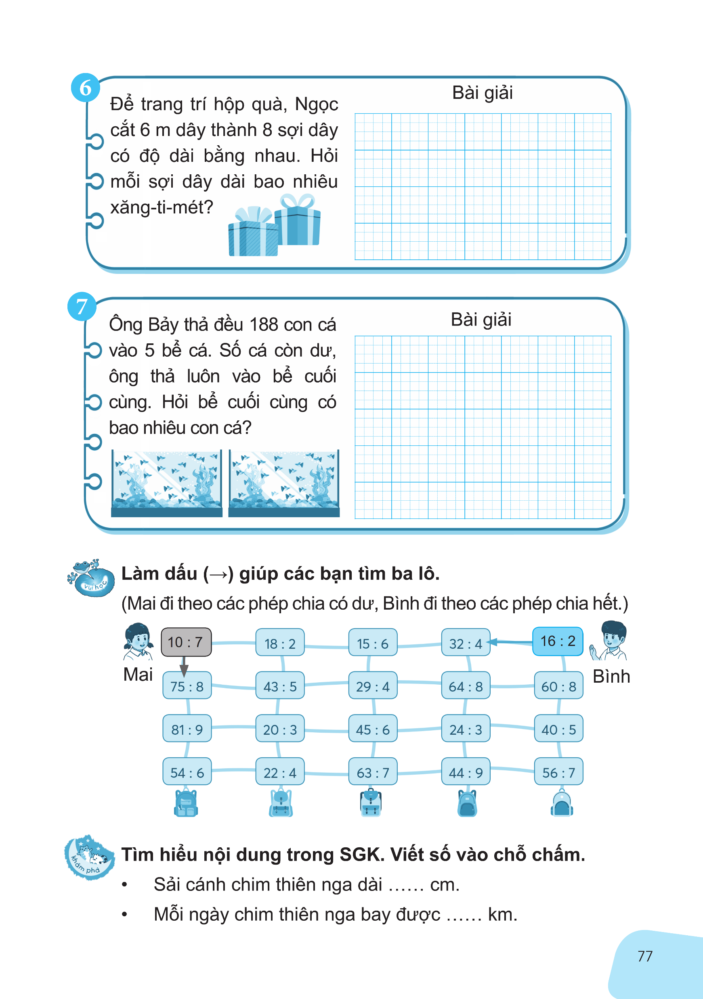 6
Để trang trí hộp quà, Ngọc
cắt 6 m dây thành 8 sợi dây
có độ dài bằng nhau. Hỏi
mỗi sợi dây dài bao nhiêu
xăng-ti-mét?
Bài giải
7
Ông Bảy thả đều 188 con cá
vào 5 bể cá. Số cá còn dư,
ông thả luôn vào bể cuối
cùng. Hỏi bể cuối cùng có
bao nhiêu con cá?
Bài giải
vui học
Làm dấu (→) giúp các bạn tìm ba lô.
(Mai đi theo các phép chia có dư, Bình đi theo các phép chia hết.)
10 : 7 18 : 2 15 : 6 32 : 4 16 : 2
Mai
Bình
75 : 8 43 : 5 29 : 4 64 : 8 60 : 8
81 : 9 20 : 3 45 : 6 24 : 3 40 : 5
54 : 6 22 : 4 63 : 7 44 : 9 56 : 7
khám phá
Tìm hiểu nội dung trong SGK. Viết số vào chỗ chấm.
• Sải cánh chim thiên nga dài ...... cm.
• Mỗi ngày chim thiên nga bay được ...... km.
77